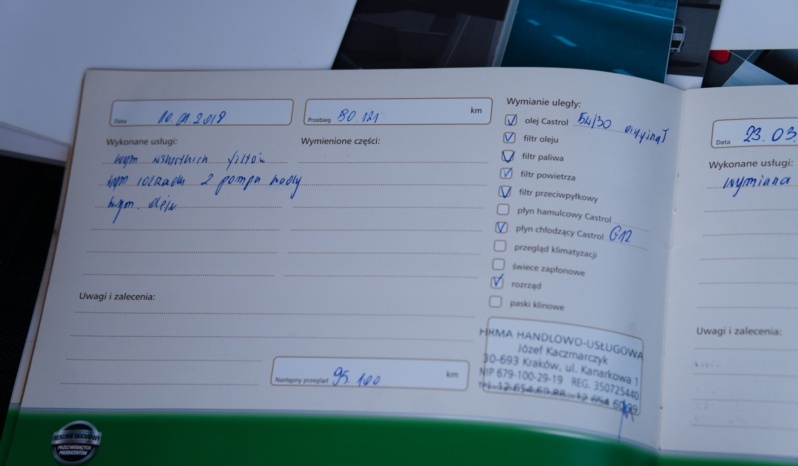 Data 10.01.2018
Przebieg 80.121 km
Wykonane usługi:
Wymienione części:
wym wszystkich filtrów
wym rozrządu z pompą wody
wym. oleju
Uwagi i zalecenia:
Następny przegląd 95.100 km
Wymianie uległy:
olej Castrol 5W/30 oryginał
filtr oleju
filtr paliwa
filtr powietrza
filtr przeciwpyłkowy
płyn hamulcowy Castrol
płyn chłodzący Castrol G12
przegląd klimatyzacji
świece zapłonowe
rozrząd
paski klinowe
FIRMA HANDLOWO-USŁUGOWA
Józef Kaczmarczyk
30-693 Kraków, ul. Kanarkowa 1
NIP 679-100-29-19 REG. 350725440
Data 23.03.
Wykonane usługi:
wymiana
Uwagi i zalecenia: